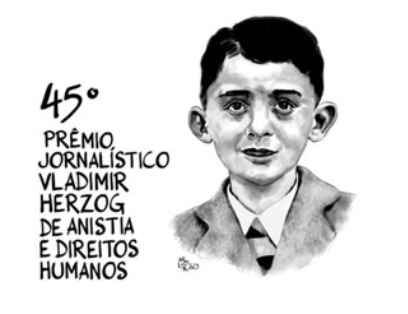 45º
PRÊMIO
JORNALÍSTICO
VLADIMIR
HERZOG
DE ANISTIA
E DIREITOS
HUMANOS